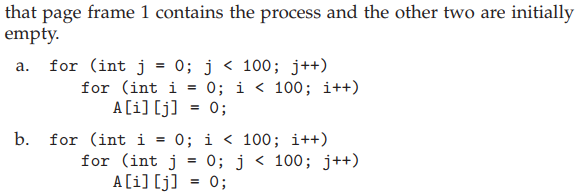 that page frame 1 contains the process and the other two are initially
empty.
a. for (int j = 0; j < 100; j++)
for (int i = 0; i < 100; i++)
A[i][j] = 0;
b. for (int i = 0; i < 100; i++)
for (int j = 0; j < 100; j++)
A[i][j] = 0;